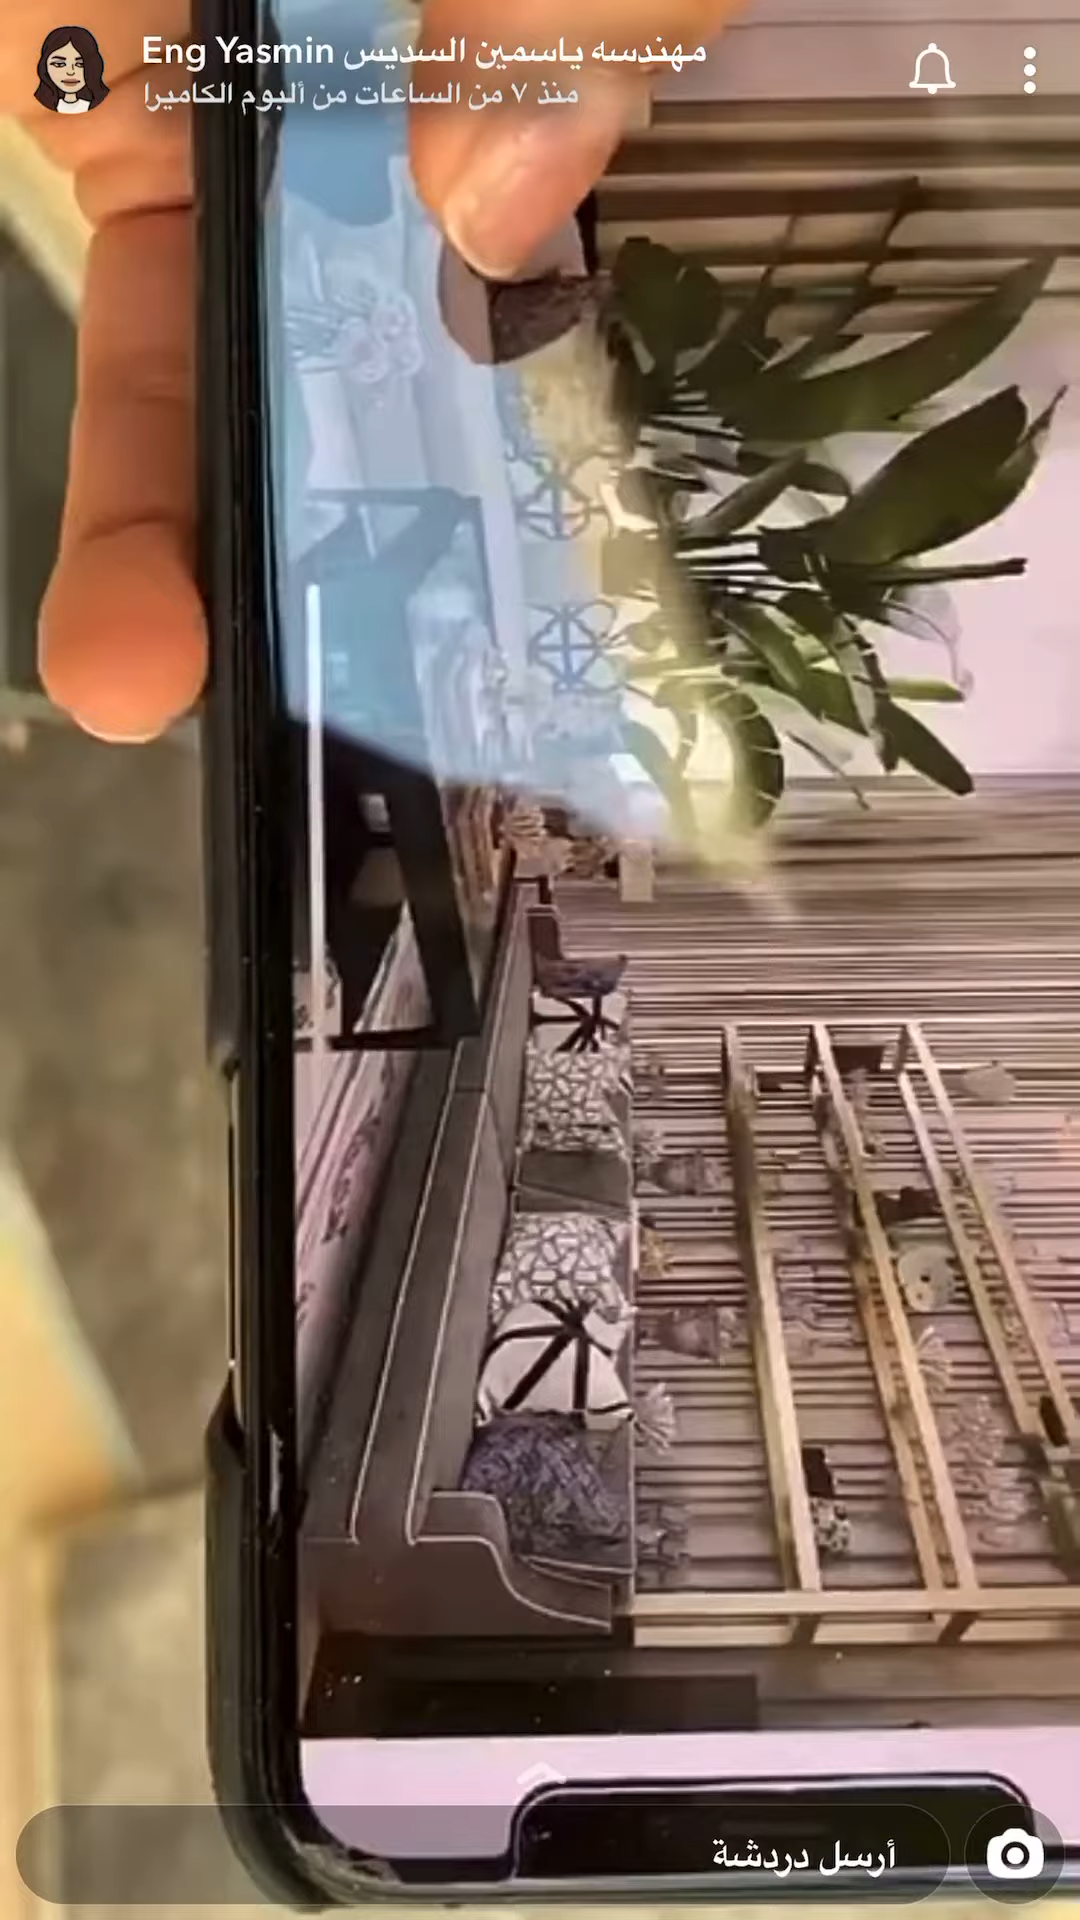 مهندسه ياسمين السديس Eng Yasmin
منذ ٧ من الساعات من ألبوم الكاميرا
أرسل دردشة